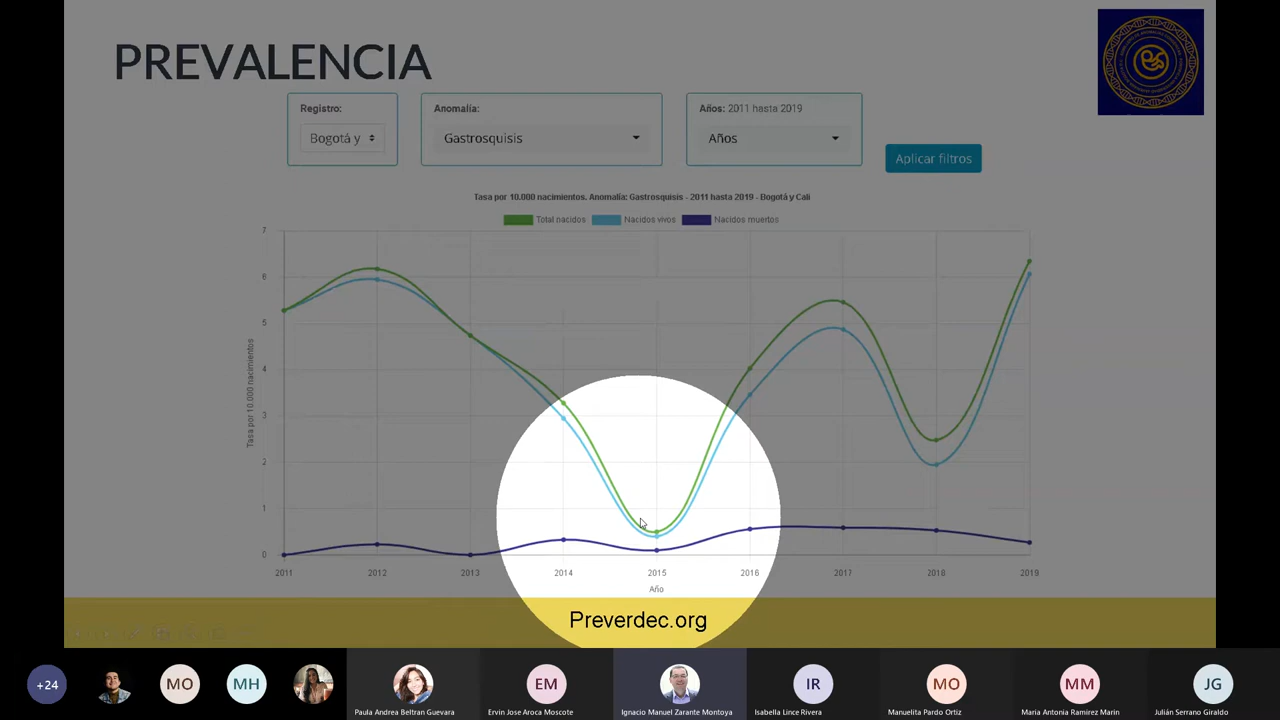 PREVALENCIA
Registro:
Bogotá y
Anomalía:
Gastrosquisis
Años: 2011 hasta 2019
Años
Aplicar filtros
Tasa por 10.000 nacimientos. Anomalía: Gastrosquisis - 2011 hasta 2019 - Bogotá y Cali
Total nacidos Nacidos vivos Nacidos muertos
7
6
5
4
3
2
1
0
Tasa por 10.000 nacimientos
2011 2012 2013 2014 2015 2016 2017 2018 2019
Año
Preverdec.org
+24 MO MH EM IR MO MM JG
Paula Andrea Beltran Guevara Ervin Jose Aroca Moscote Ignacio Manuel Zarante Montoya Isabella Lince Rivera Manuelita Pardo Ortiz Maria Antonia Ramirez Marin Julián Serrano Giraldo